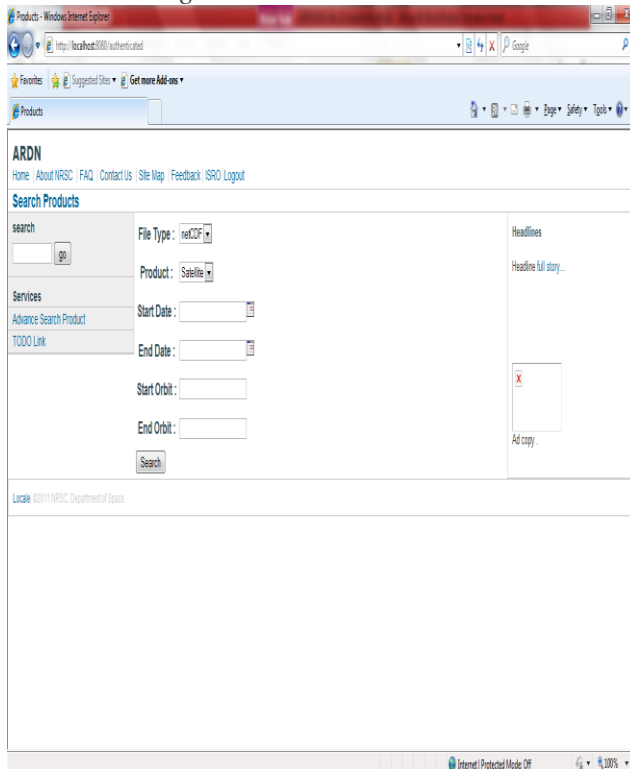 Products - Windows Internet Explorer
http://localhost:8080/authenticated
Google
Favorites Suggested Sites Get more Add-ons
Products
Page Safety Tools
ARDN
Home | About NRSC | FAQ | Contact Us | Site Map | Feedback | ISRO Logout
Search Products
search
go
Services
Advance Search Product
TODO Link
File Type : netCDF
Product : Satellite
Start Date :
End Date :
Start Orbit :
End Orbit :
Search
Headlines
Headline full story...
Ad copy .
Locale ©2011 NRSC, Department of Space
Internet | Protected Mode: Off
100%